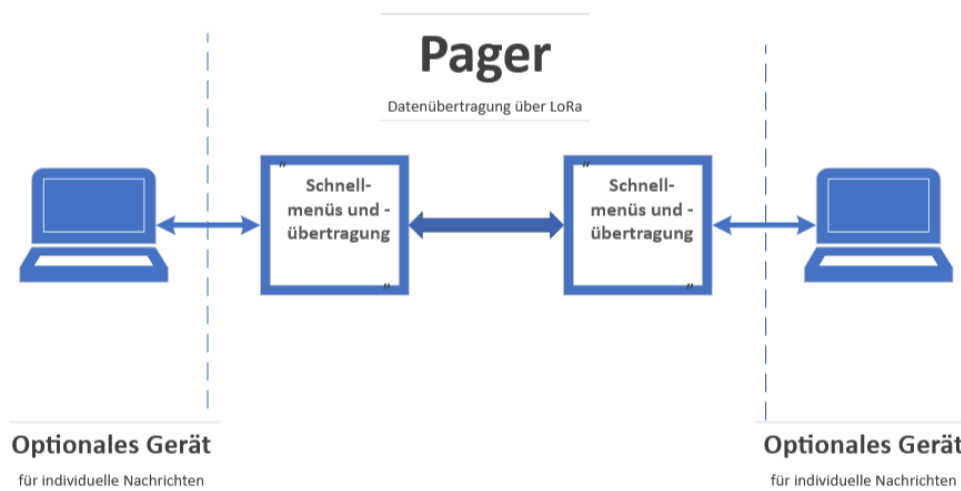 Pager
Datenübertragung über LoRa
"
Schnell-
menüs und -
übertragung
"
"
Schnell-
menüs und -
übertragung
"
Optionales Gerät
für individuelle Nachrichten
Optionales Gerät
für individuelle Nachrichten